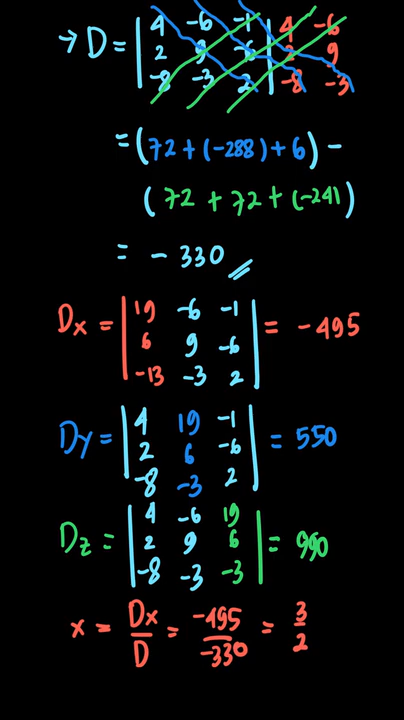 → D = | 4 -6 -1 | 4 -6
2 9 -6 | 2 9
-8 -3 2 | -8 -3
= (72 + (-288) + 6) -
(72 + 72 + (-24))
= - 330
Dx = | 19 -6 -1 | = -495
6 9 -6
-13 -3 2
Dy = | 4 19 -1 | = 550
2 6 -6
-8 -3 2
Dz = | 4 -6 19 | = 990
2 9 6
-8 -3 -3
x = Dx/D = -495/-330 = 3/2